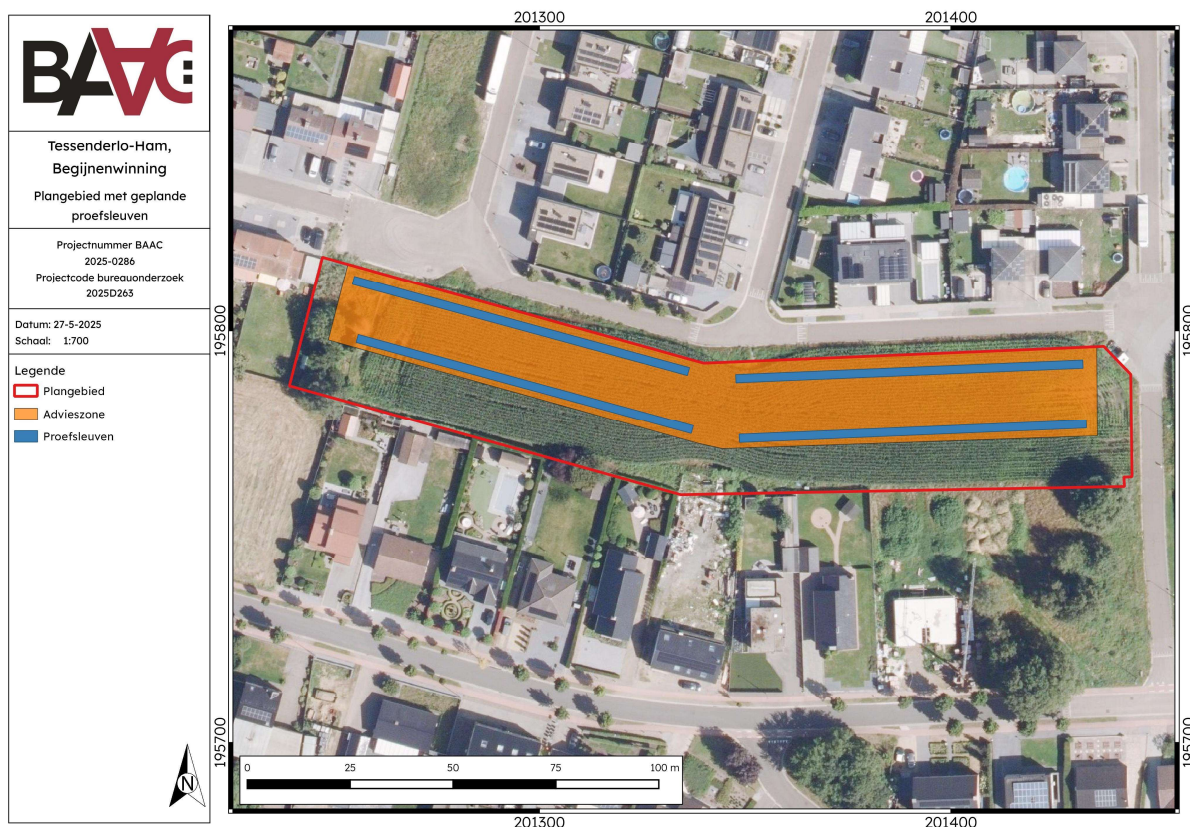 BAAC
Tessenderlo-Ham,
Begijnenwinning
Plangebied met geplande
proefsleuven
Projectnummer BAAC
2025-0286
Projectcode bureauonderzoek
2025D263
Datum: 27-5-2025
Schaal: 1:700
Legende
Plangebied
Advieszone
Proefsleuven
N
201300 201400
195800 195800
195700 195700
0 25 50 75 100 m
201300 201400